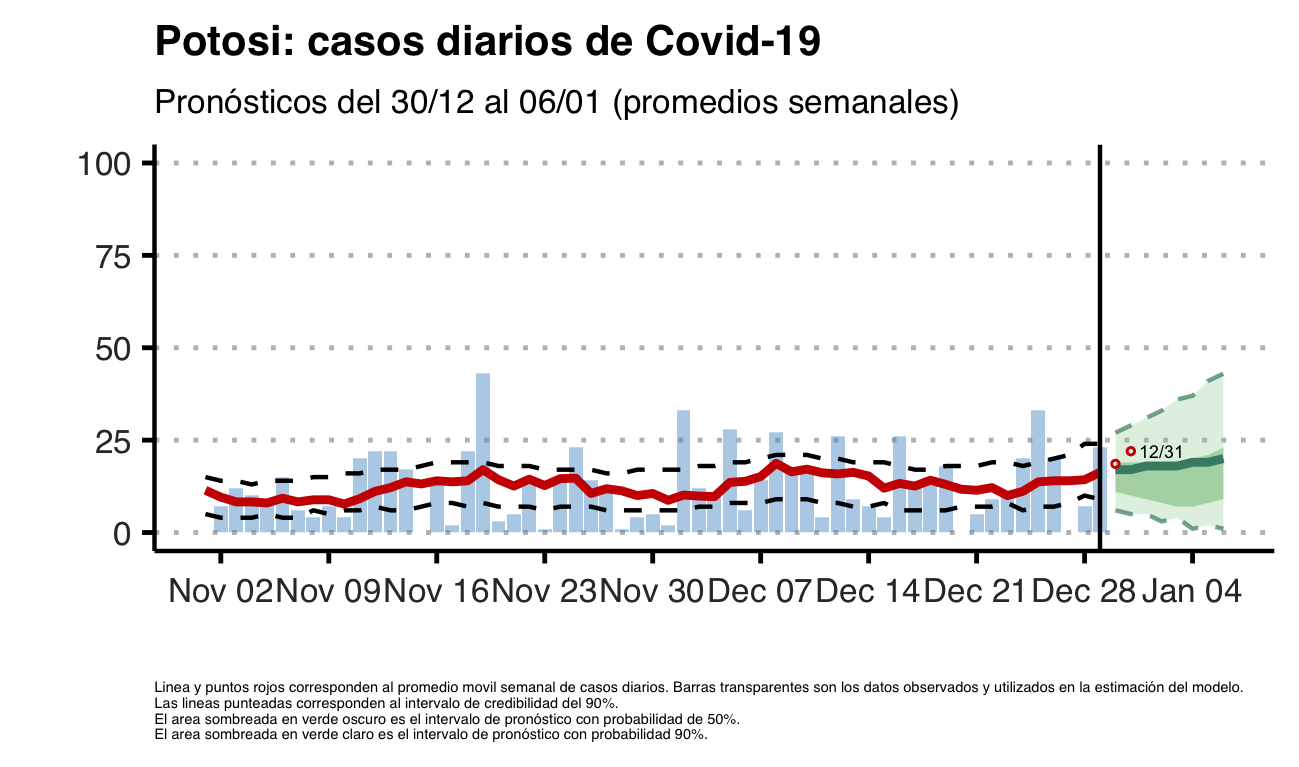 Potosi: casos diarios de Covid-19
Pronósticos del 30/12 al 06/01 (promedios semanales)
100
75
50
25
0
12/31
Nov 02 Nov 09 Nov 16 Nov 23 Nov 30 Dec 07 Dec 14 Dec 21 Dec 28 Jan 04
Linea y puntos rojos corresponden al promedio movil semanal de casos diarios. Barras transparentes son los datos observados y utilizados en la estimación del modelo.
Las lineas punteadas corresponden al intervalo de credibilidad del 90%.
El area sombreada en verde oscuro es el intervalo de pronóstico con probabilidad de 50%.
El area sombreada en verde claro es el intervalo de pronóstico con probabilidad 90%.